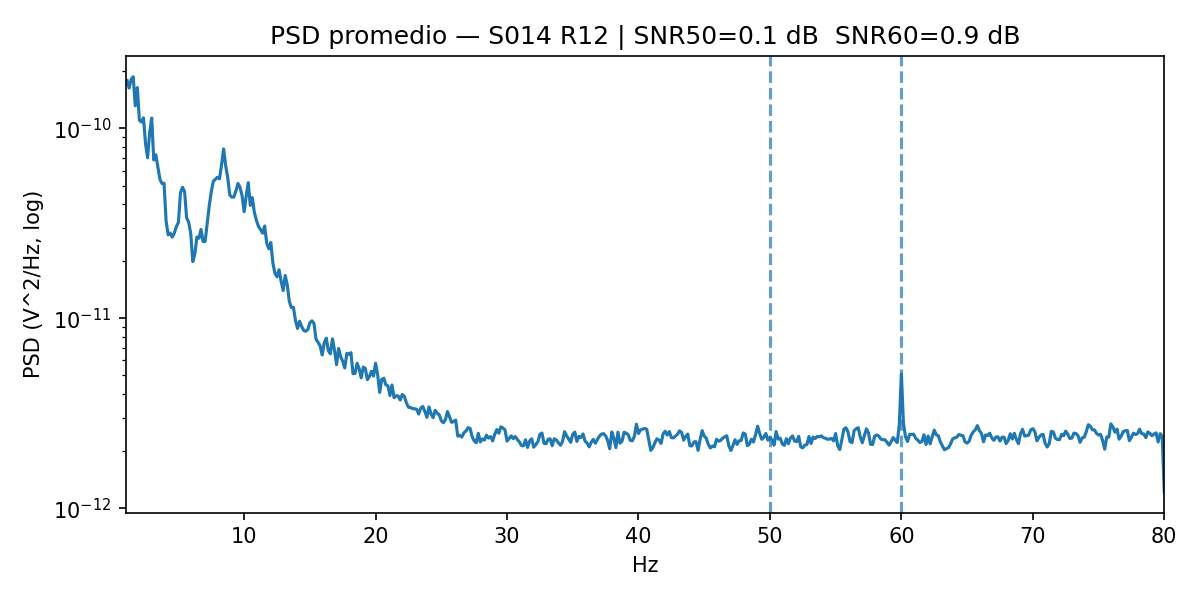 PSD promedio — S014 R12 | SNR50=0.1 dB  SNR60=0.9 dB
PSD (V^2/Hz, log)
10⁻¹⁰
10⁻¹¹
10⁻¹²
10 20 30 40 50 60 70 80
Hz